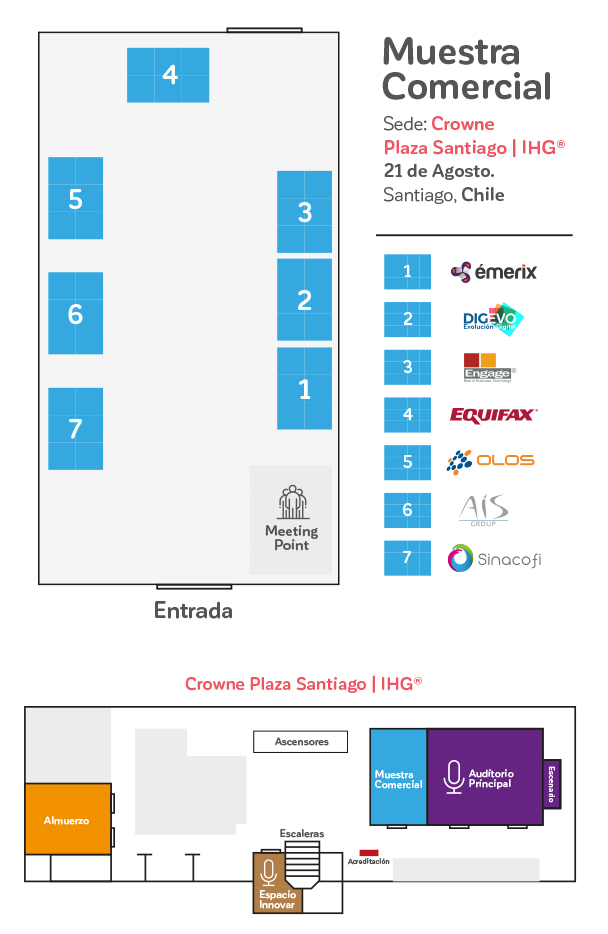 Muestra
Comercial
Sede: Crowne
Plaza Santiago | IHG®
21 de Agosto.
Santiago, Chile
4
5
3
6
2
7
1
Meeting
Point
Entrada
1 émerix
2 DIGEVO
Evolución Digital
3 Engage®
Best in Business Technology
4 EQUIFAX
5 OLOS
6 AIS
GROUP
7 Sinacofi
Crowne Plaza Santiago | IHG®
Ascensores
Muestra
Comercial
Auditorio
Principal
Escenario
Almuerzo
Escaleras
Acreditación
Espacio
Innovar